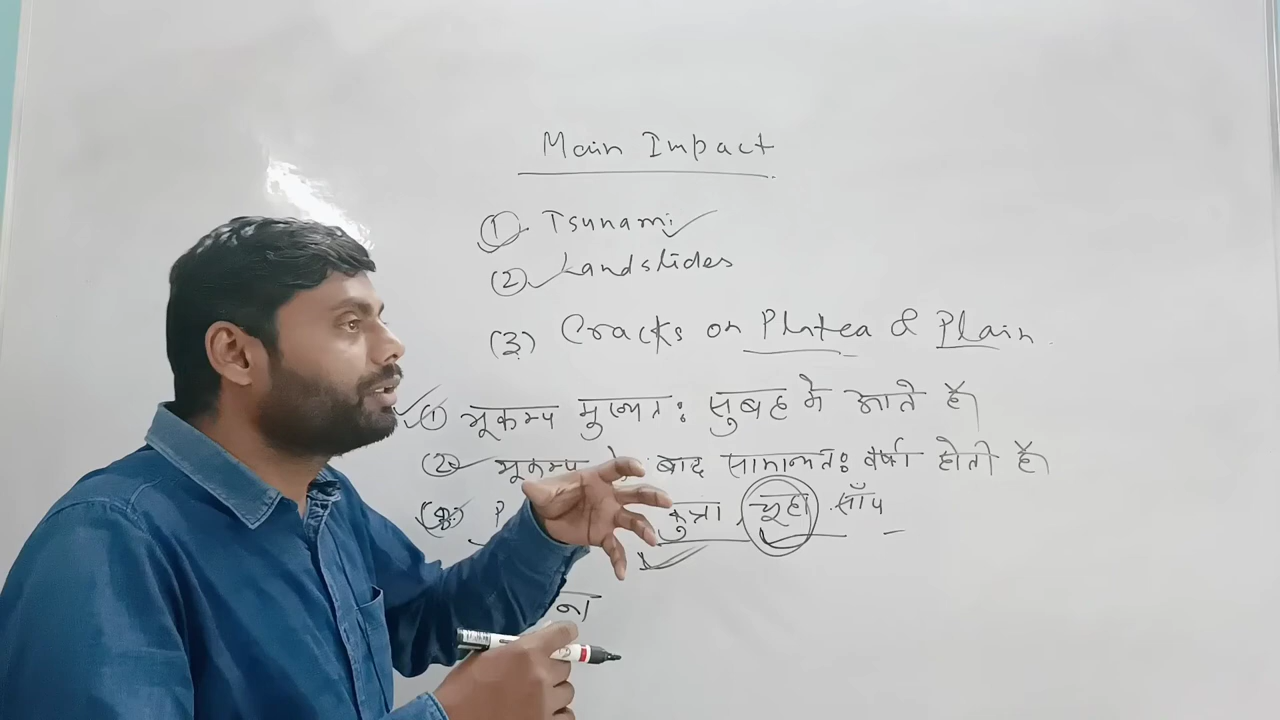 Main Impact
(1) Tsunami
(2) Landslides
(3) Cracks on Platea & Plain.
(1) भूकम्प मुख्यतः सुबह मे आते हैं
(2) भूकम्प बाद सामान्यतः वर्षा होती हैं
P कुत्रा, चूहा साँप